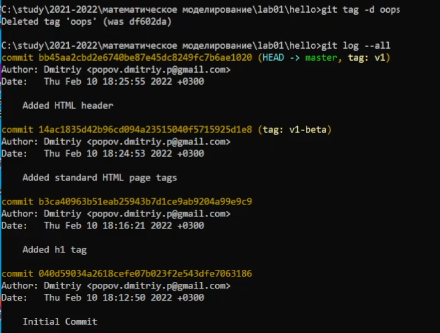 C:\study\2021-2022\математическое моделирование\lab01\hello>git tag -d oops
Deleted tag 'oops' (was df602da)
C:\study\2021-2022\математическое моделирование\lab01\hello>git log --all
commit bb45aa2cbd2e6740be87e45dc8249fc7b6ae1020 (HEAD -> master, tag: v1)
Author: Dmitriy <popov.dmitriy.p@gmail.com>
Date:   Thu Feb 10 18:25:55 2022 +0300
Added HTML header
commit 14ac1835d42b96cd094a23515040f5715925d1e8 (tag: v1-beta)
Author: Dmitriy <popov.dmitriy.p@gmail.com>
Date:   Thu Feb 10 18:24:53 2022 +0300
Added standard HTML page tags
commit b3ca40963b51eab25943b7d1ce9ab9204a99e9c9
Author: Dmitriy <popov.dmitriy.p@gmail.com>
Date:   Thu Feb 10 18:16:21 2022 +0300
Added h1 tag
commit 040d59034a2618cefe07b023f2e543dfe7063186
Author: Dmitriy <popov.dmitriy.p@gmail.com>
Date:   Thu Feb 10 18:12:50 2022 +0300
Initial Commit